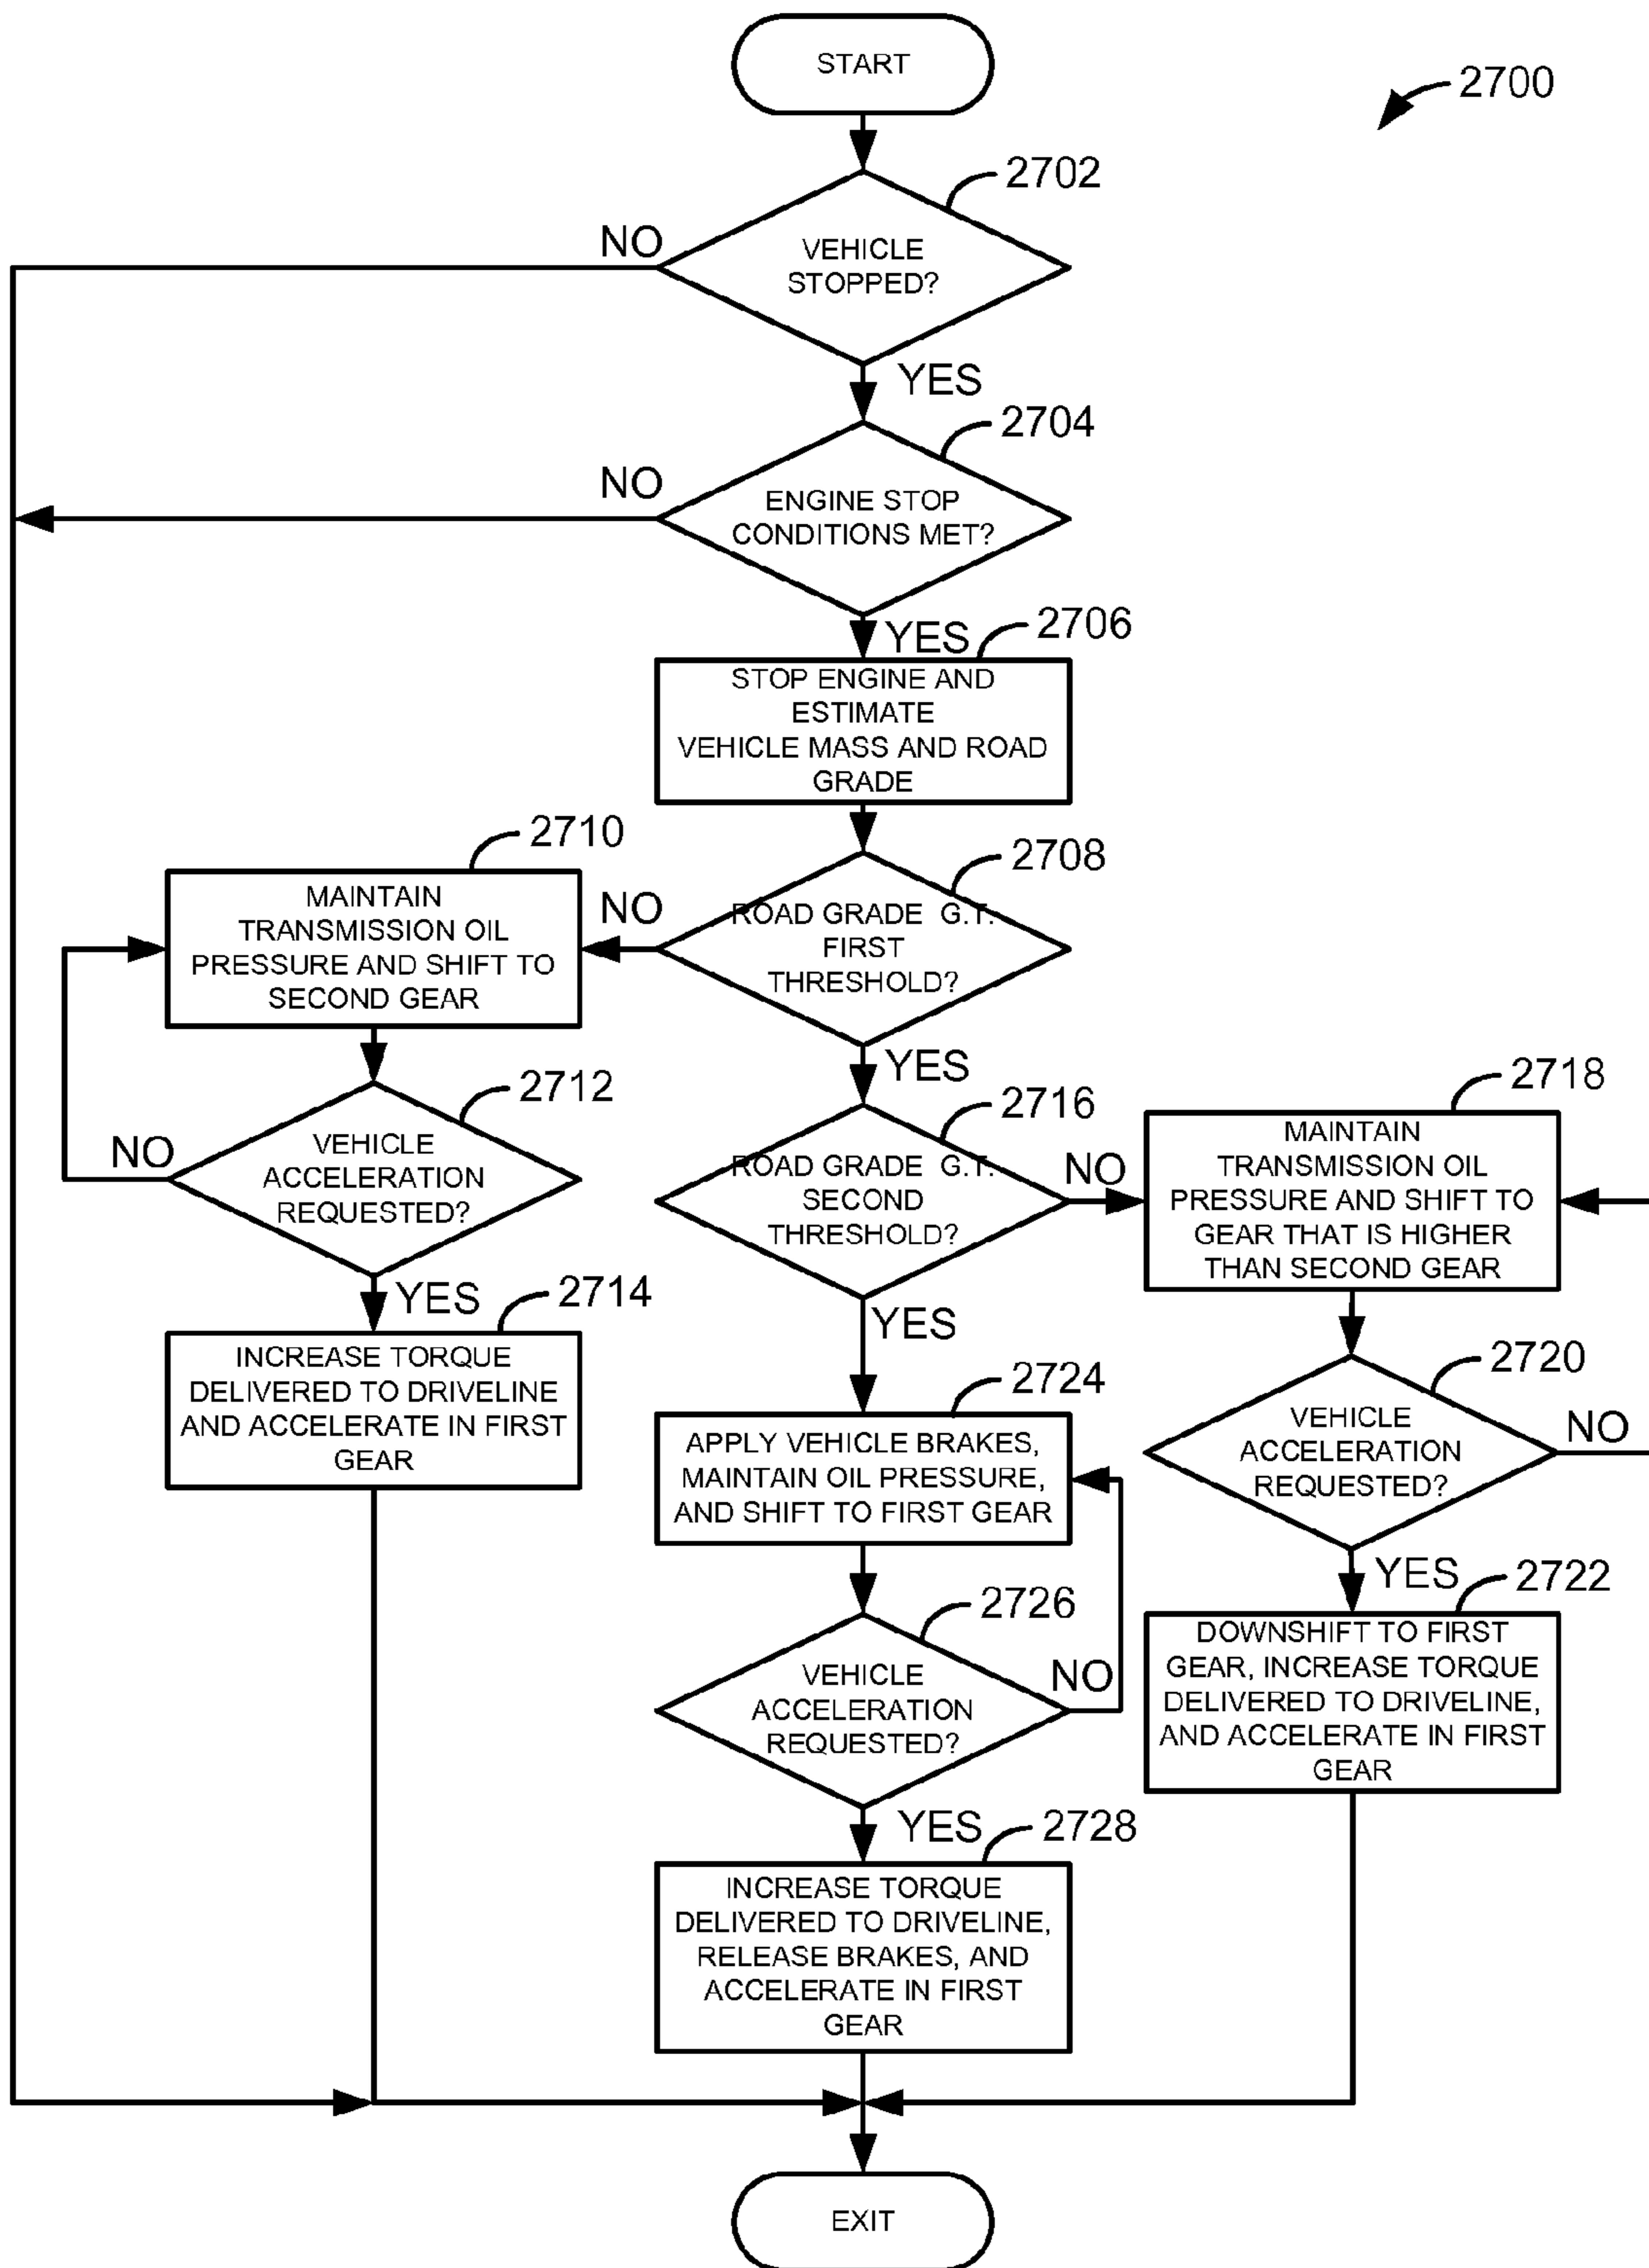 START
2700
2702
VEHICLE
STOPPED?
NO
YES
2704
ENGINE STOP
CONDITIONS MET?
NO
YES
2706
STOP ENGINE AND
ESTIMATE
VEHICLE MASS AND ROAD
GRADE
2708
ROAD GRADE G.T.
FIRST
THRESHOLD?
NO
YES
2710
MAINTAIN
TRANSMISSION OIL
PRESSURE AND SHIFT TO
SECOND GEAR
2712
VEHICLE
ACCELERATION
REQUESTED?
NO
YES
2714
INCREASE TORQUE
DELIVERED TO DRIVELINE
AND ACCELERATE IN FIRST
GEAR
2716
ROAD GRADE G.T.
SECOND
THRESHOLD?
NO
YES
2718
MAINTAIN
TRANSMISSION OIL
PRESSURE AND SHIFT TO
GEAR THAT IS HIGHER
THAN SECOND GEAR
2720
VEHICLE
ACCELERATION
REQUESTED?
NO
YES
2722
DOWNSHIFT TO FIRST
GEAR, INCREASE TORQUE
DELIVERED TO DRIVELINE,
AND ACCELERATE IN FIRST
GEAR
2724
APPLY VEHICLE BRAKES,
MAINTAIN OIL PRESSURE,
AND SHIFT TO FIRST GEAR
2726
VEHICLE
ACCELERATION
REQUESTED?
NO
YES
2728
INCREASE TORQUE
DELIVERED TO DRIVELINE,
RELEASE BRAKES, AND
ACCELERATE IN FIRST
GEAR
EXIT